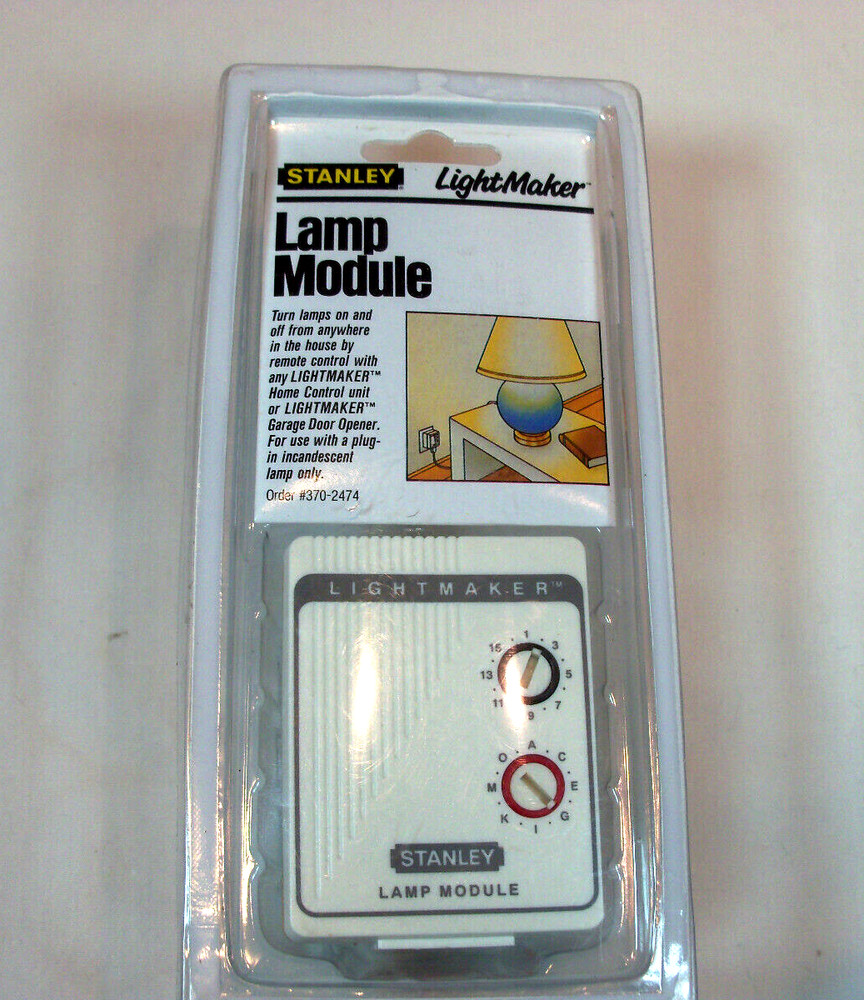 STANLEY LightMaker™
Lamp
Module
Turn lamps on and
off from anywhere
in the house by
remote control with
any LIGHTMAKER™
Home Control unit
or LIGHTMAKER™
Garage Door Opener.
For use with a plug-
in incandescent
lamp only.
Order #370-2474
LIGHTMAKER™
1
15 3
13 5
11 7
9
A
O C
M E
K G
I
STANLEY
LAMP MODULE